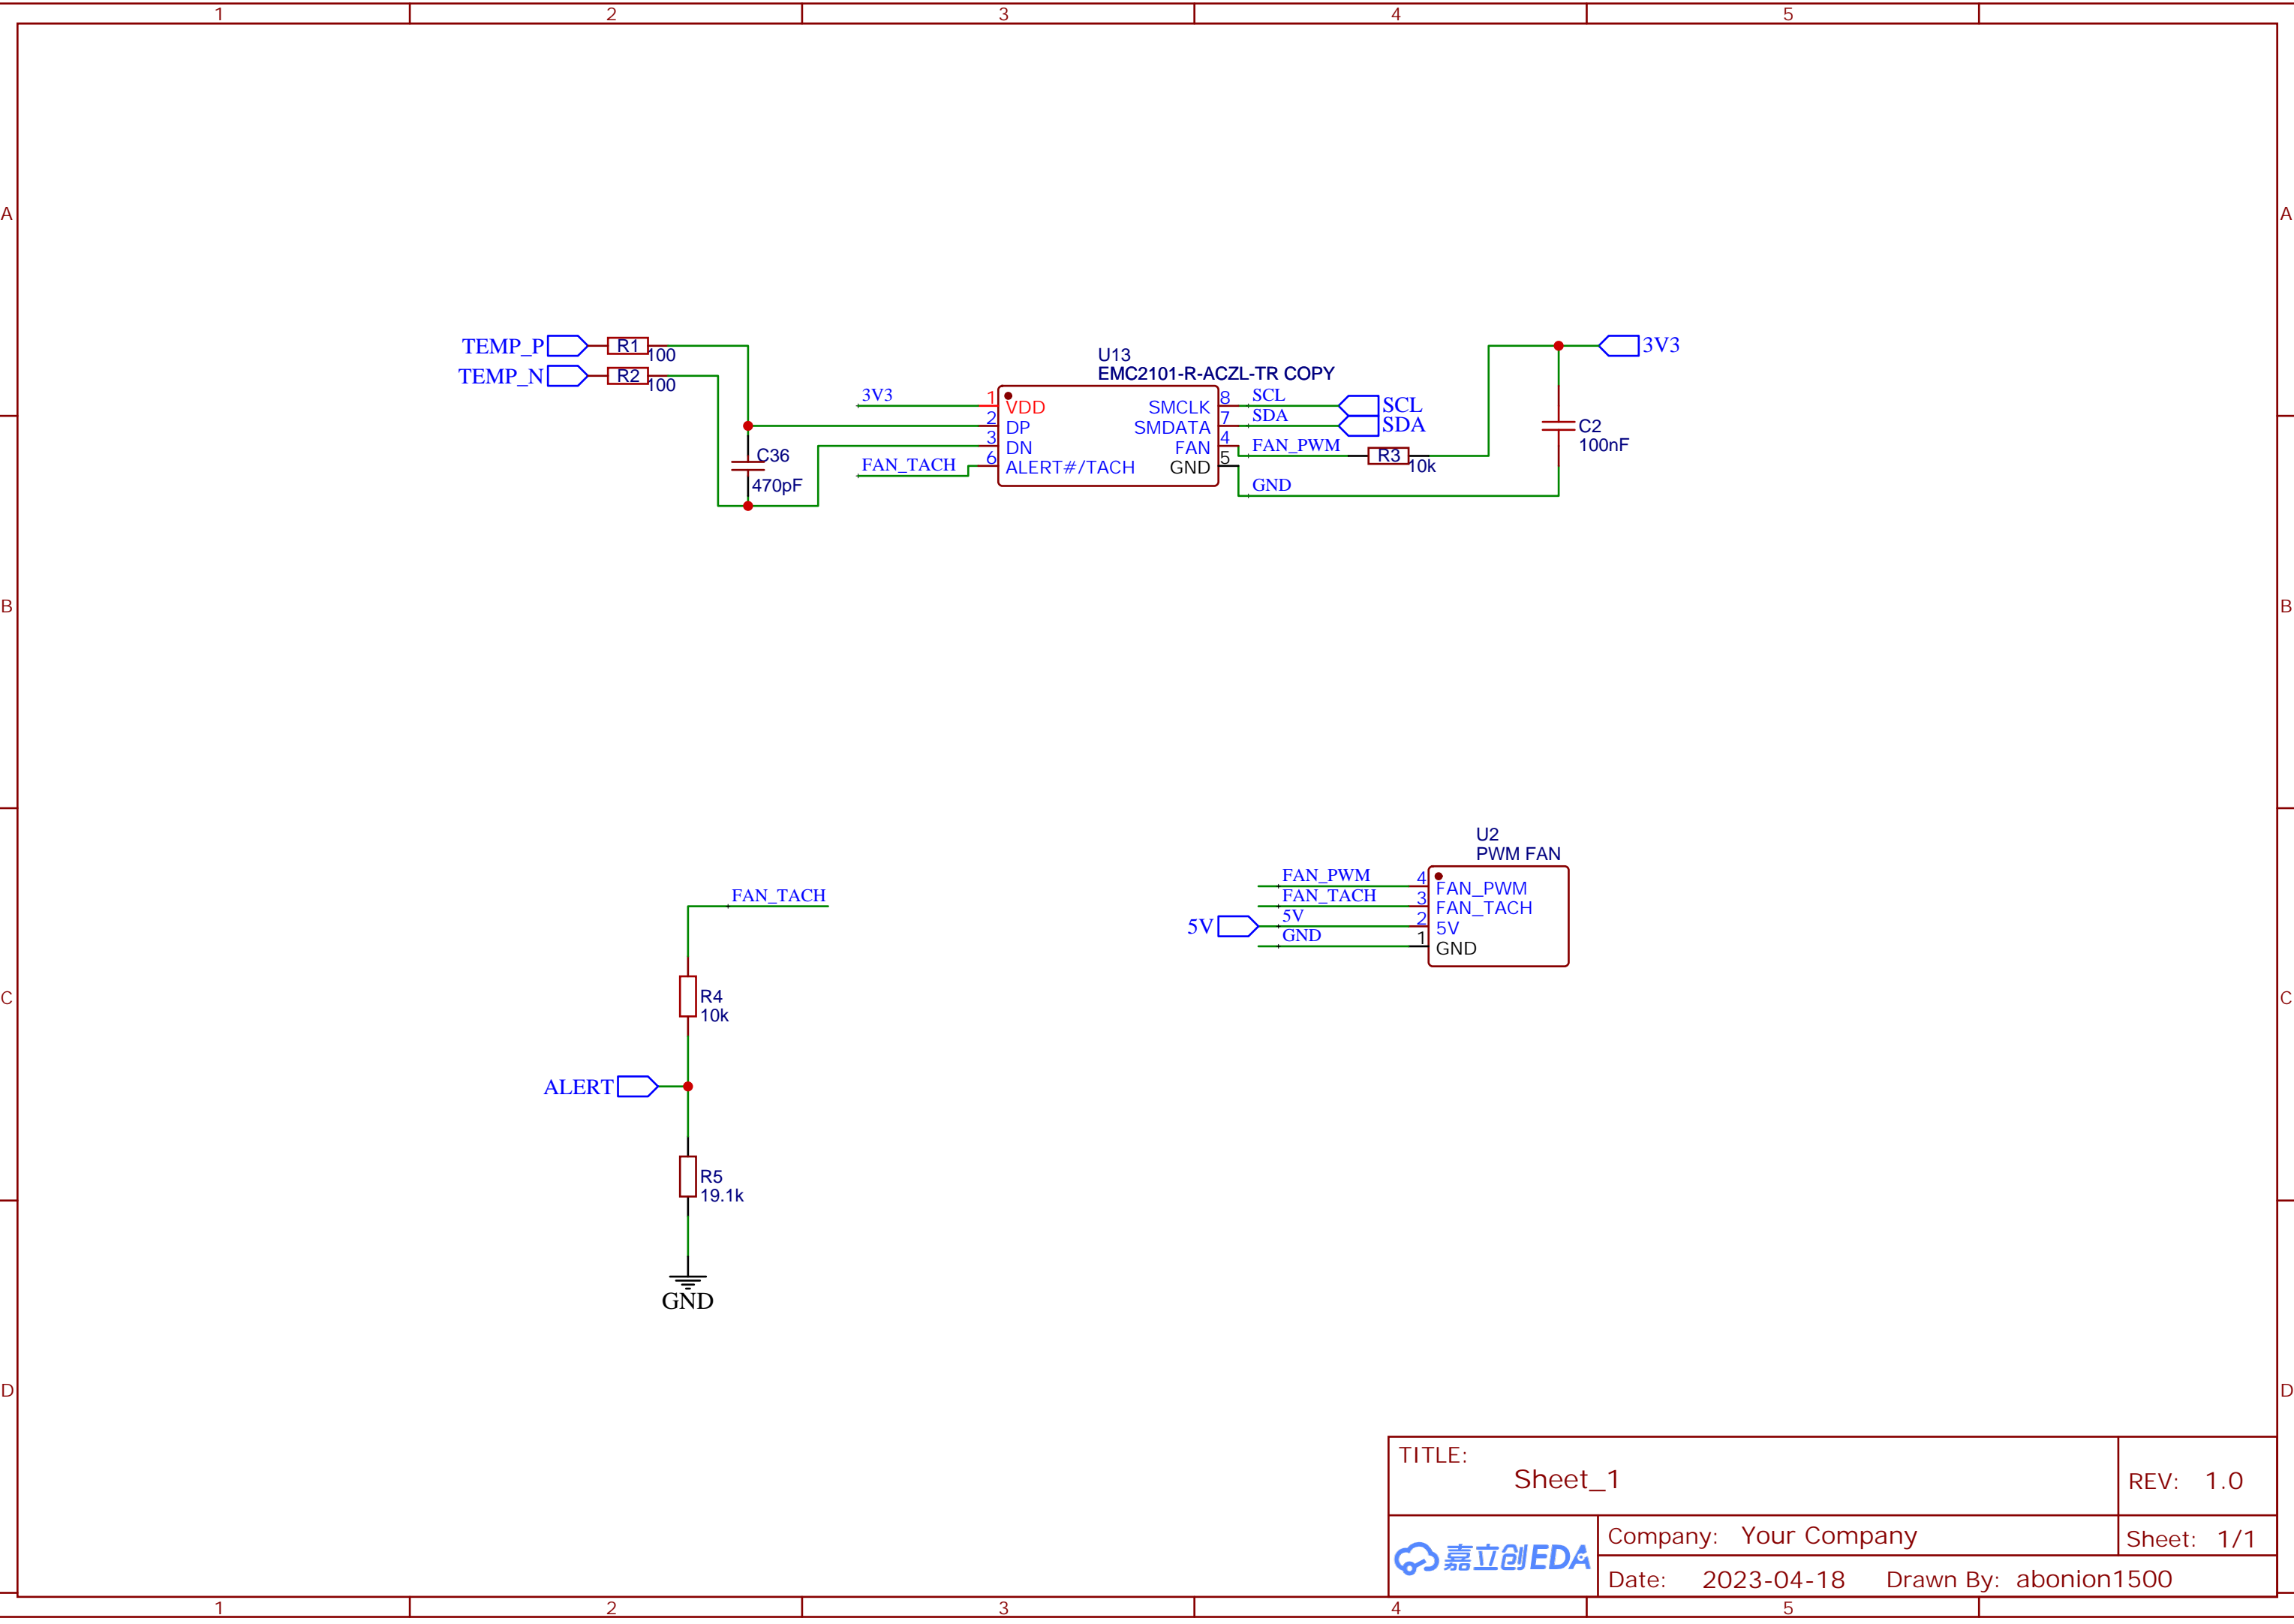 1 2 3 4 5
A A
TEMP_P R1 100
TEMP_N R2 100
3V3
U13
EMC2101-R-ACZL-TR COPY
3V3 1 VDD SMCLK 8 SCL SCL
2 DP SMDATA 7 SDA SDA
3 DN FAN 4 FAN_PWM R3 10k
FAN_TACH 6 ALERT#/TACH GND 5 GND
C36
470pF
C2
100nF
B B
U2
PWM FAN
FAN_PWM 4 FAN_PWM
FAN_TACH 3 FAN_TACH
5V 5V 2 5V
GND 1 GND
FAN_TACH
C C
R4
10k
ALERT
R5
19.1k
GND
D D
TITLE:
Sheet_1
REV: 1.0
嘉立创EDA
Company: Your Company
Sheet: 1/1
Date: 2023-04-18 Drawn By: abonion1500
1 2 3 4 5